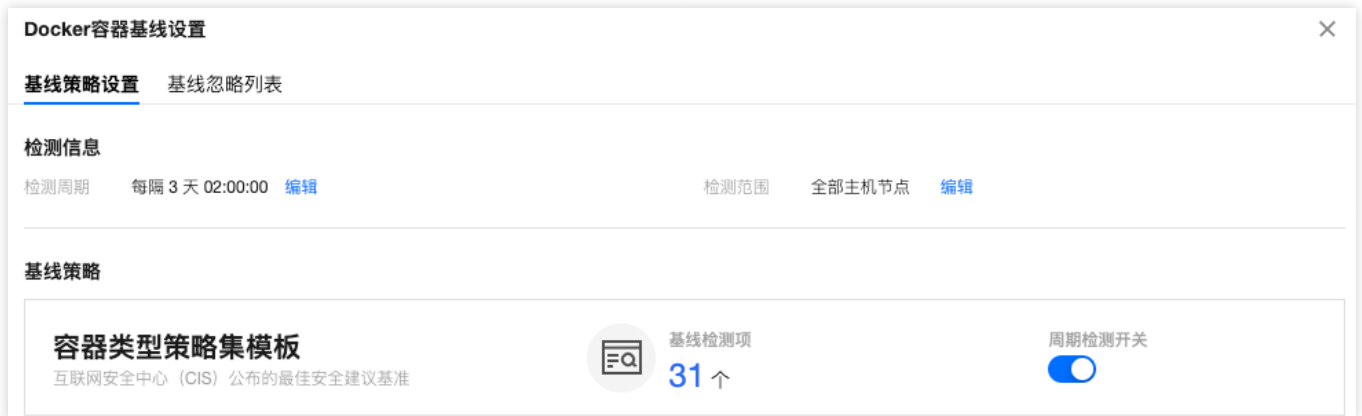 Docker容器基线设置
基线策略设置 基线忽略列表
检测信息
检测周期 每隔 3 天 02:00:00 编辑 检测范围 全部主机节点 编辑
基线策略
容器类型策略集模板
互联网安全中心（CIS）公布的最佳安全建议基准
基线检测项
31 个
周期检测开关